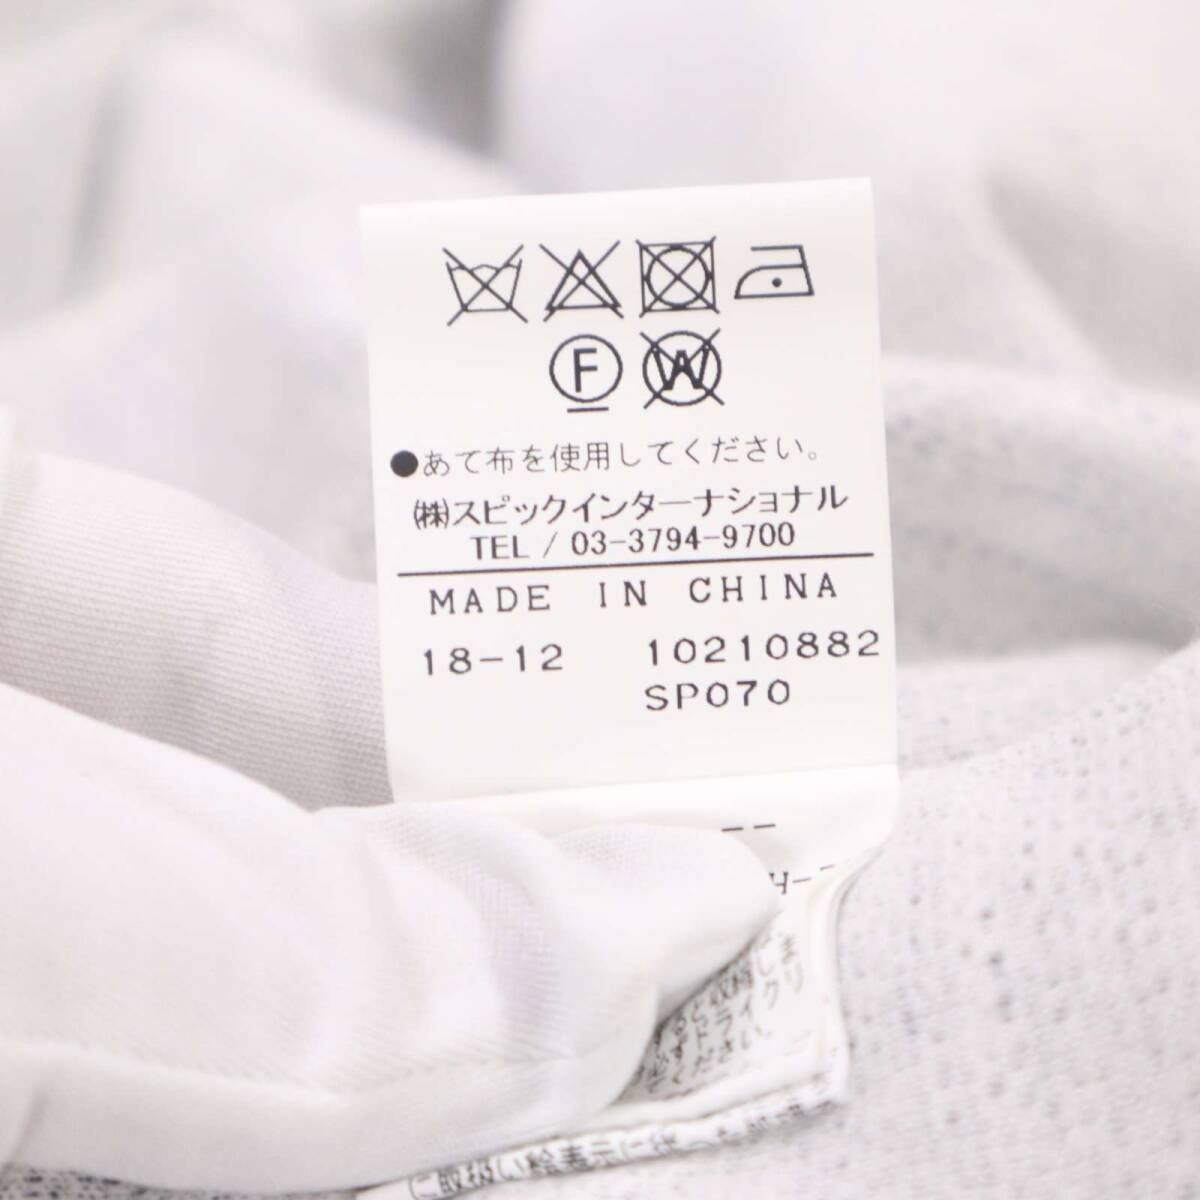 F W
●あて布を使用してください。
㈱スピックインターナショナル
TEL / 03-3794-9700
MADE IN CHINA
18-12 10210882
SP070
--
H-